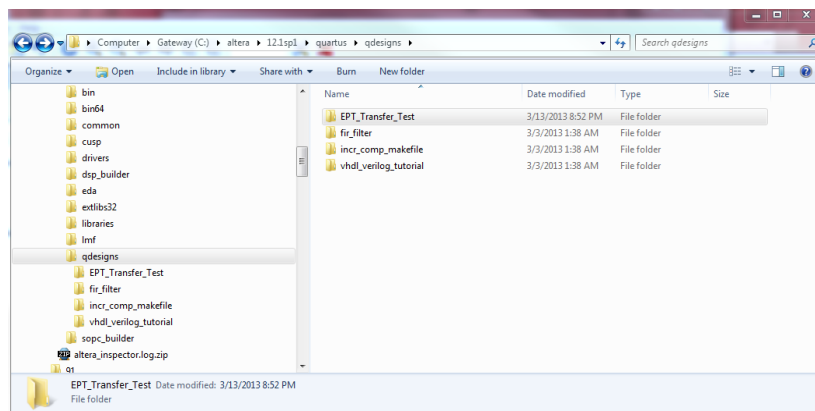 Computer ▸ Gateway (C:) ▸ altera ▸ 12.1sp1 ▸ quartus ▸ qdesigns ▸
Search qdesigns
Organize Open Include in library Share with Burn New folder
bin
bin64
common
cusp
drivers
dsp_builder
eda
extlibs32
libraries
lmf
qdesigns
EPT_Transfer_Test
fir_filter
incr_comp_makefile
vhdl_verilog_tutorial
sopc_builder
altera_inspector.log.zip
91
Name Date modified Type Size
EPT_Transfer_Test 3/13/2013 8:52 PM File folder
fir_filter 3/3/2013 1:38 AM File folder
incr_comp_makefile 3/3/2013 1:38 AM File folder
vhdl_verilog_tutorial 3/3/2013 1:38 AM File folder
EPT_Transfer_Test Date modified: 3/13/2013 8:52 PM
File folder